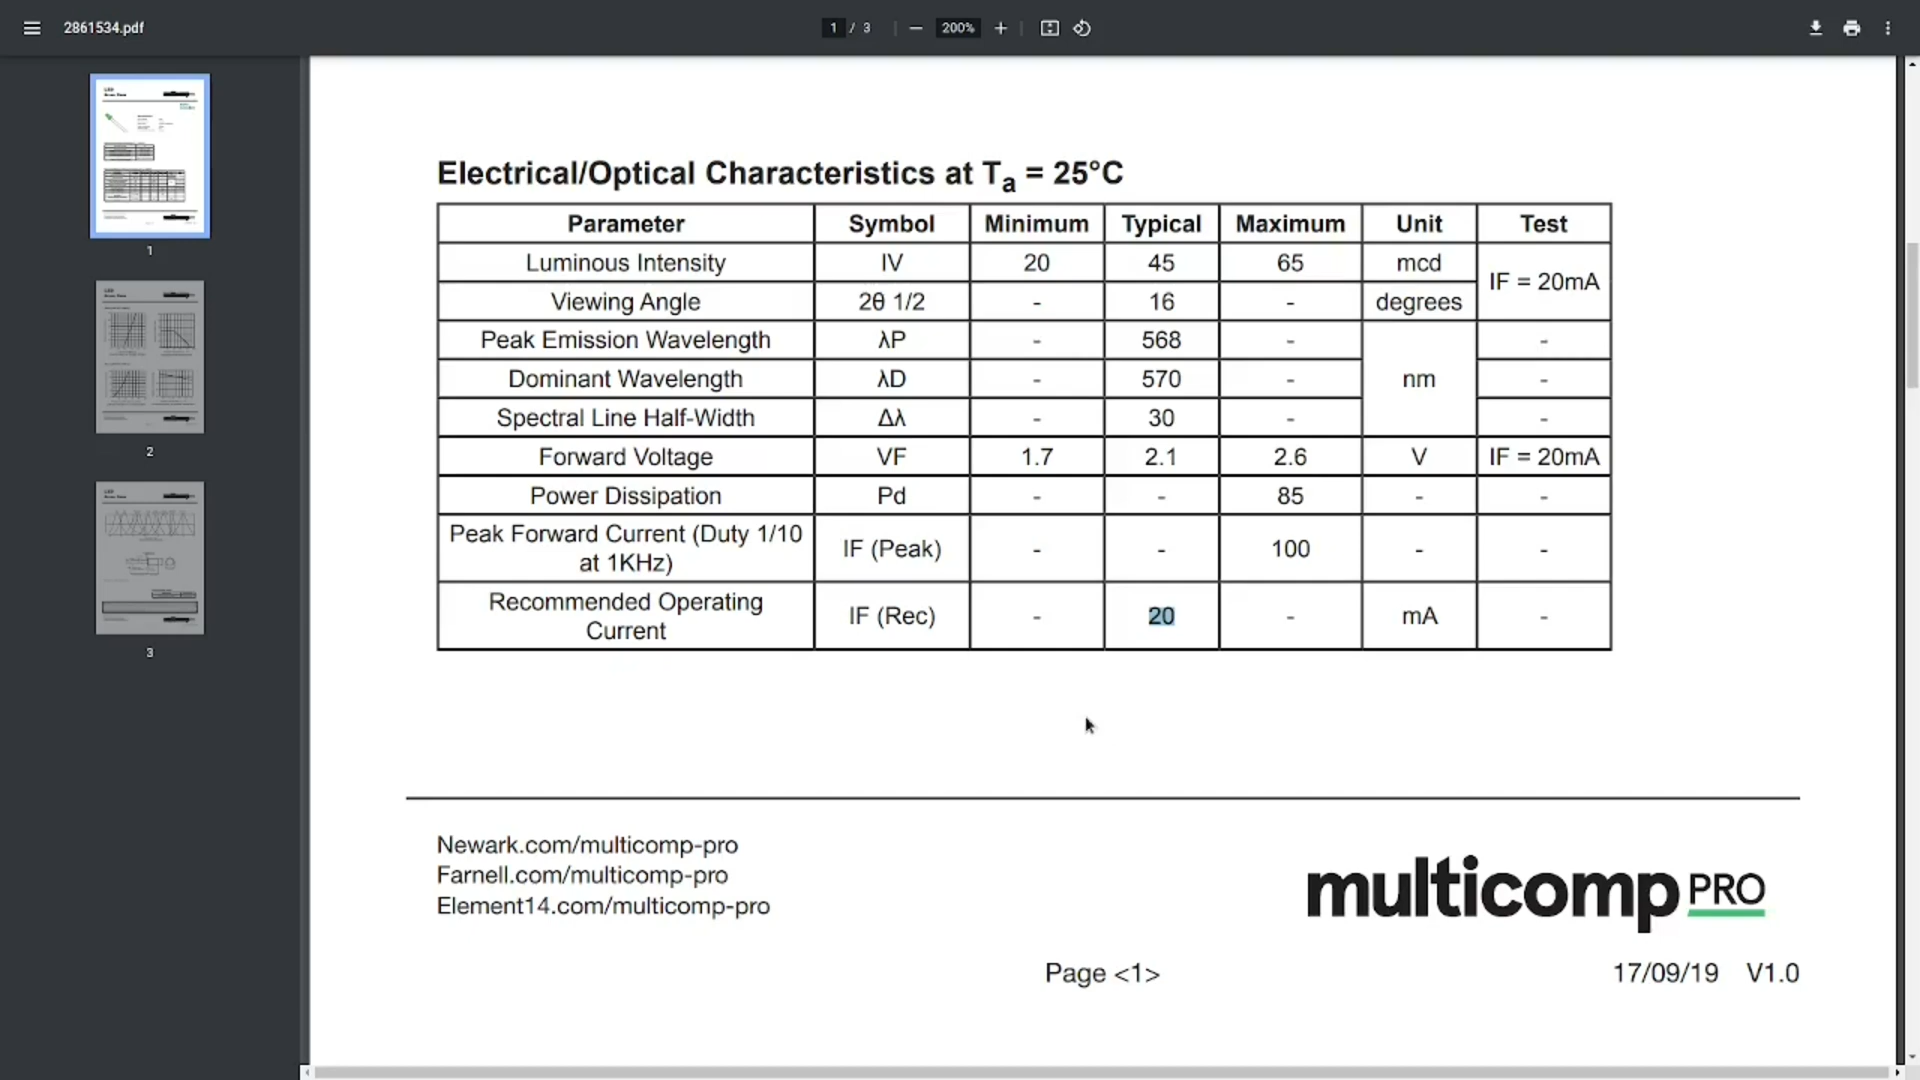 2861534.pdf
1 / 3
200%
1
2
3
Electrical/Optical Characteristics at Ta = 25°C
Parameter Symbol Minimum Typical Maximum Unit Test
Luminous Intensity IV 20 45 65 mcd IF = 20mA
Viewing Angle 2θ 1/2 - 16 - degrees
Peak Emission Wavelength λP - 568 - nm -
Dominant Wavelength λD - 570 - -
Spectral Line Half-Width Δλ - 30 - -
Forward Voltage VF 1.7 2.1 2.6 V IF = 20mA
Power Dissipation Pd - - 85 - -
Peak Forward Current (Duty 1/10
at 1KHz) IF (Peak) - - 100 - -
Recommended Operating
Current IF (Rec) - 20 - mA -
Newark.com/multicomp-pro
Farnell.com/multicomp-pro
Element14.com/multicomp-pro
multicomp PRO
Page <1>
17/09/19 V1.0